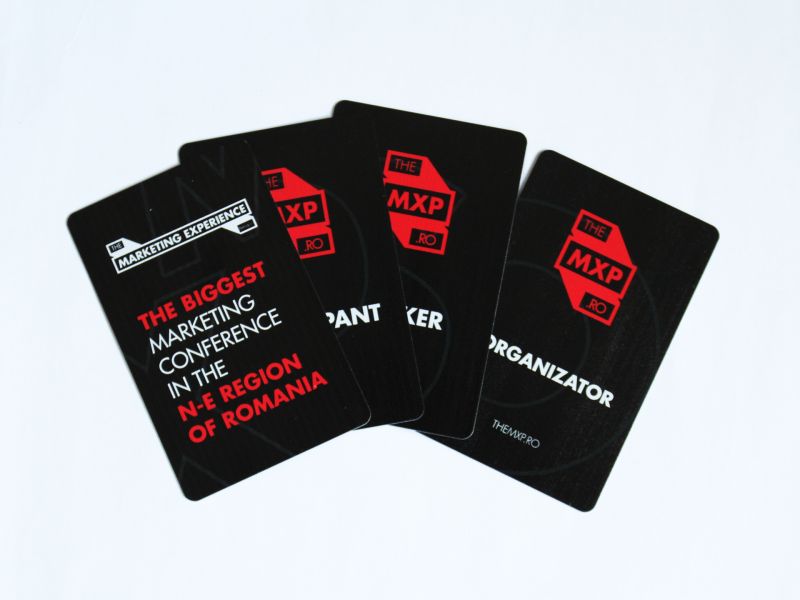 THE
MARKETING EXPERIENCE
THE BIGGEST
MARKETING
CONFERENCE
IN THE
N-E REGION
OF ROMANIA
HE
MXP
.RO
PANT
THE
MXP
.RO
KER
THE
MXP
.RO
ORGANIZATOR
THEMXP.RO